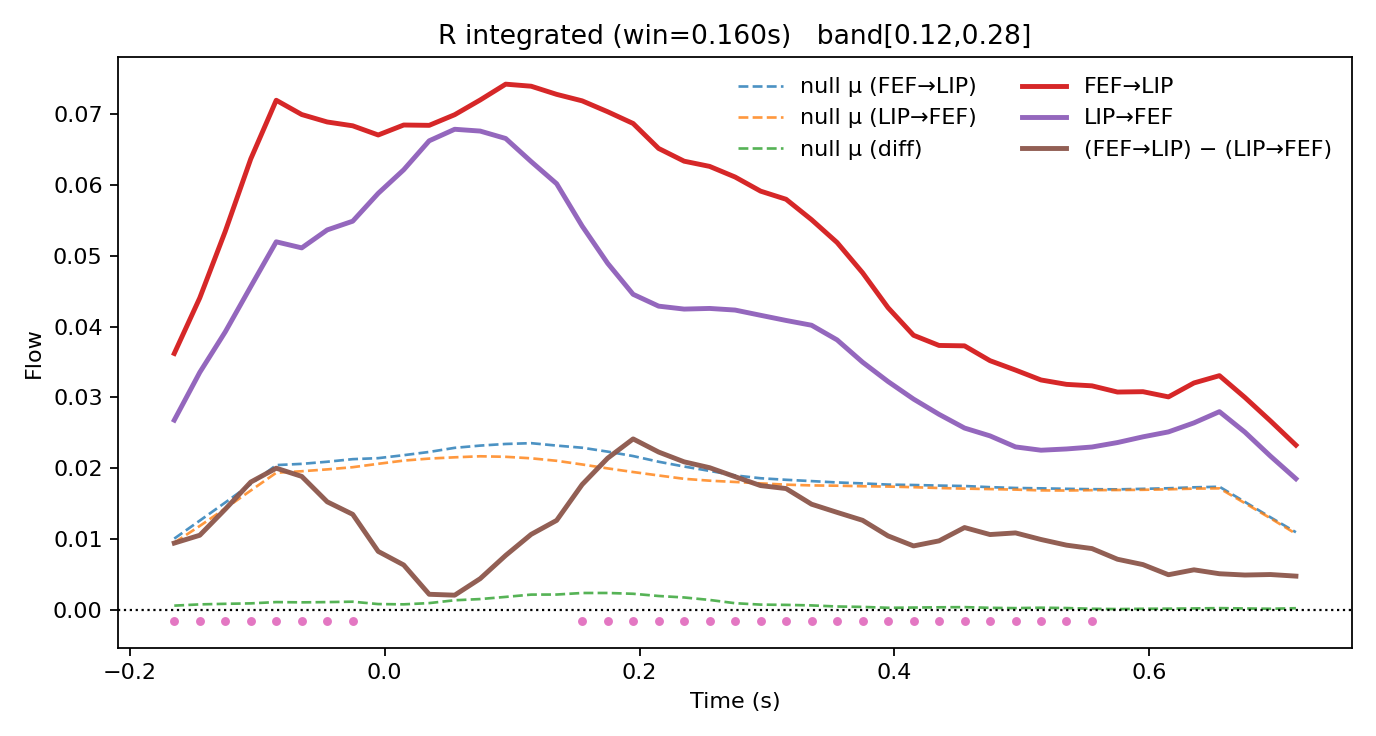 R integrated (win=0.160s)   band[0.12,0.28]
null μ (FEF→LIP)
null μ (LIP→FEF)
null μ (diff)
FEF→LIP
LIP→FEF
(FEF→LIP) − (LIP→FEF)
Flow
0.07
0.06
0.05
0.04
0.03
0.02
0.01
0.00
−0.2
0.0
0.2
0.4
0.6
Time (s)